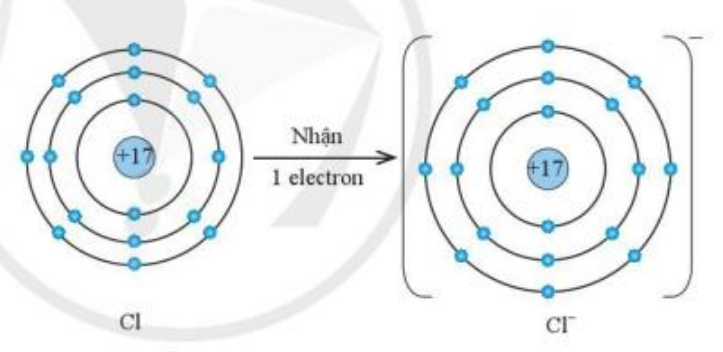 +17
Nhận
1 electron
+17
−
Cl
Cl⁻